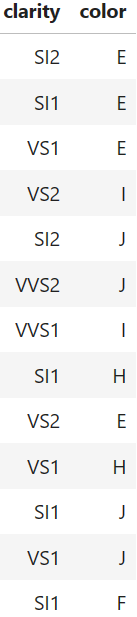 clarity color
SI2 E
SI1 E
VS1 E
VS2 I
SI2 J
VVS2 J
VVS1 I
SI1 H
VS2 E
VS1 H
SI1 J
VS1 J
SI1 F